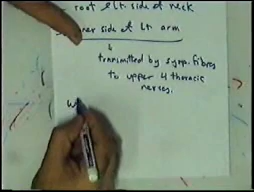 - root & Lt. side of neck
inner side of Lt. arm
transmitted by symp. fibres
to upper 4 thoracic
nerves.
W